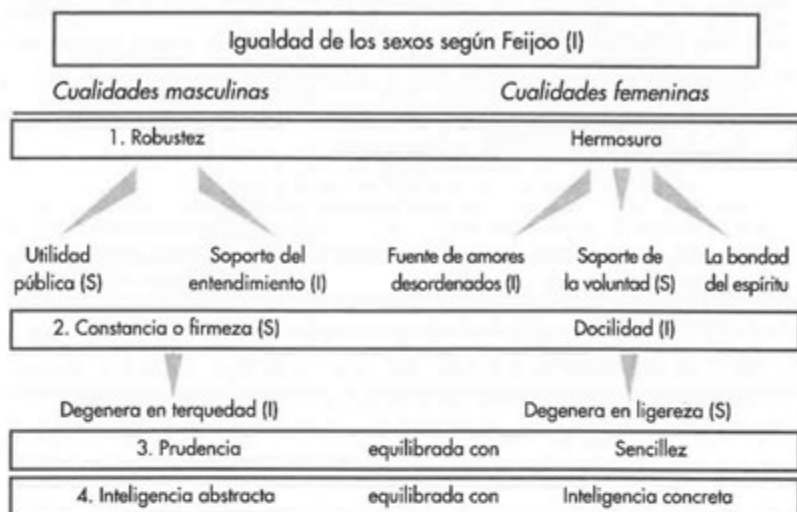 Igualdad de los sexos según Feijoo (I)
Cualidades masculinas Cualidades femeninas
1. Robustez Hermosura
Utilidad Soporte del Fuente de amores Soporte de La bondad
pública (S) entendimiento (I) desordenados (I) la voluntad (S) del espíritu
2. Constancia o firmeza (S) Docilidad (I)
Degenera en terquedad (I) Degenera en ligereza (S)
3. Prudencia equilibrada con Sencillez
4. Inteligencia abstracta equilibrada con Inteligencia concreta